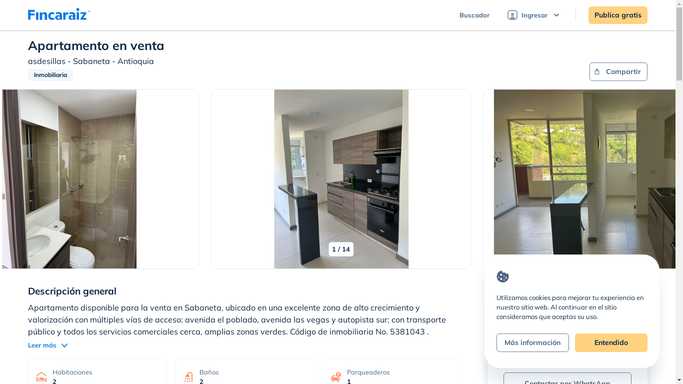 Fincaraiz
Buscador
Ingresar
Publica gratis
Apartamento en venta
asdesillas - Sabaneta - Antioquia
Inmobiliaria
Compartir
1 / 14
Descripción general
Apartamento disponible para la venta en Sabaneta, ubicado en una excelente zona de alto crecimiento y
valorización con múltiples vías de acceso: avenida el poblado, avenida las vegas y autopista sur; con transporte
público y todos los servicios comerciales cerca, amplias zonas verdes. Código de inmobiliaria No. 5381043 .
Leer más
Habitaciones
2
Baños
2
Parqueaderos
1
Utilizamos cookies para mejorar tu experiencia en
nuestro sitio web. Al continuar en el sitio
consideramos que aceptas su uso.
Más información
Entendido
Contactar por WhatsApp